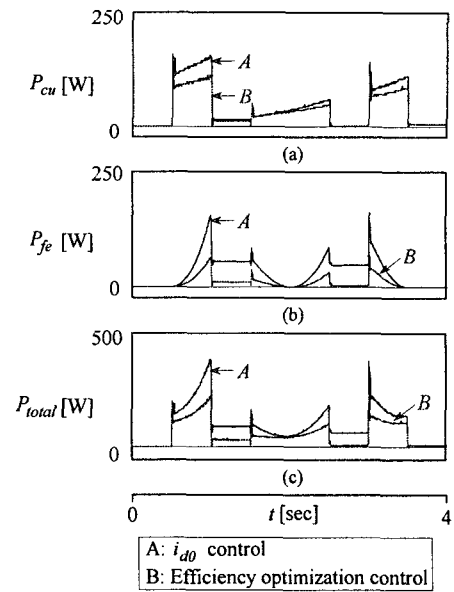 250
P_cu [W]
A
B
0
(a)
250
P_fe [W]
A
B
0
(b)
500
P_total [W]
A
B
0
(c)
0
t [sec]
4
A: i_d0 control
B: Efficiency optimization control